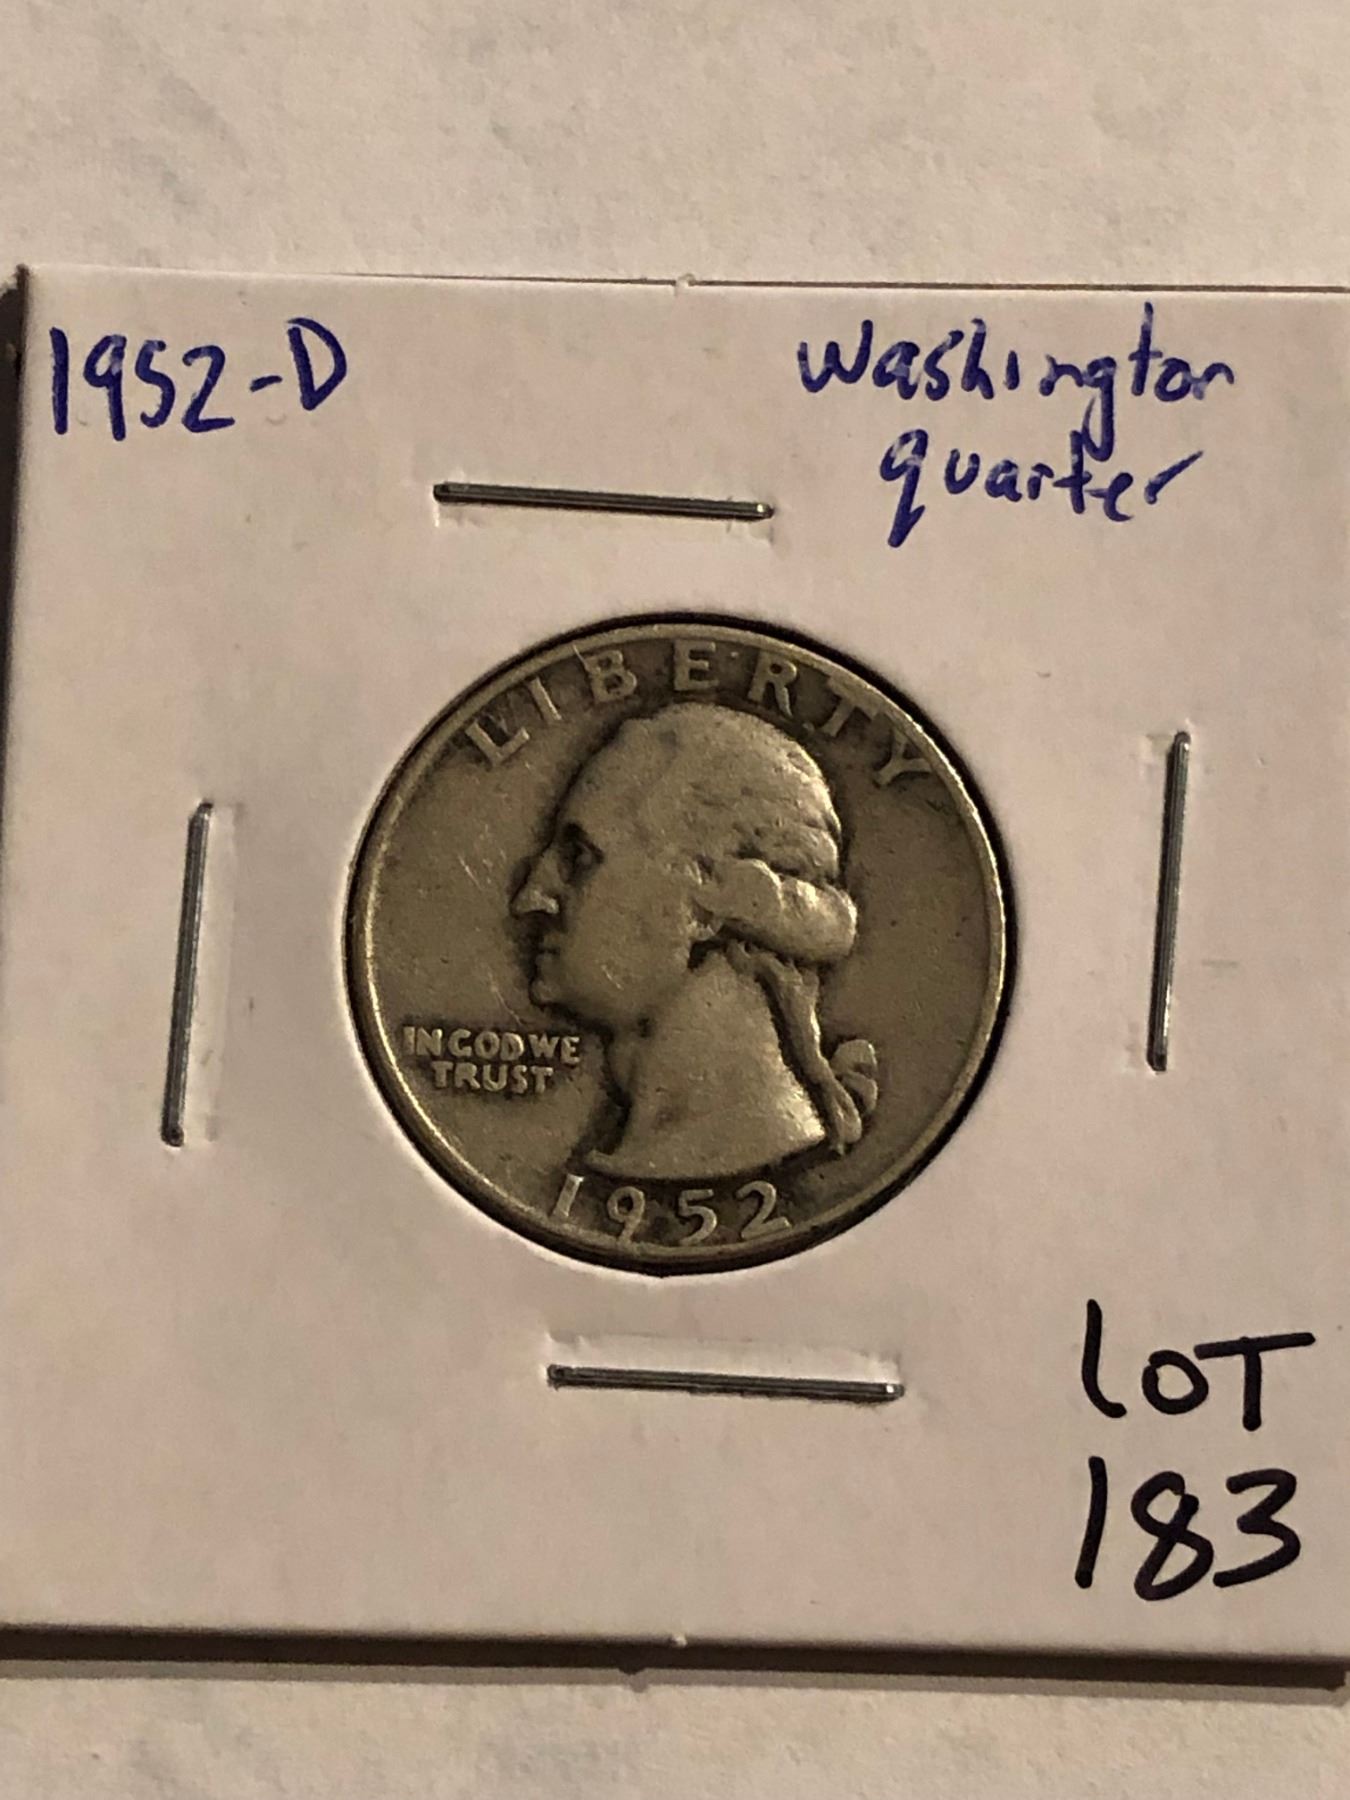 1952-D
Washington
quarter
LIBERTY
IN GOD WE
TRUST
1952
LOT
183